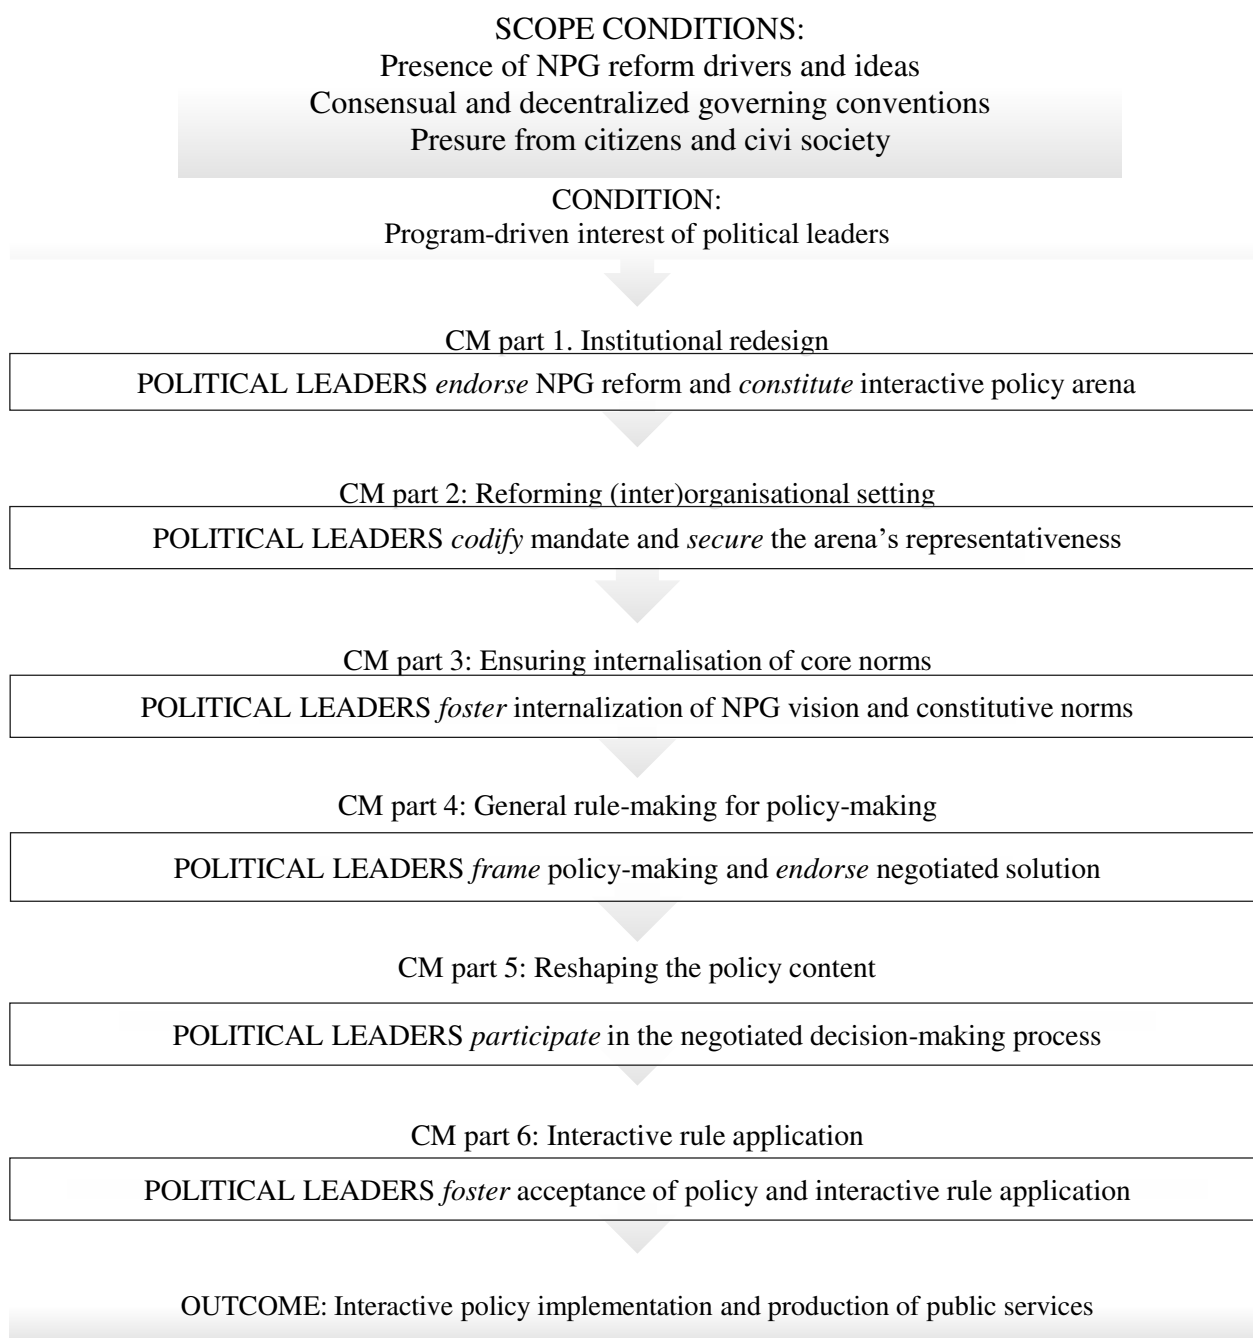 SCOPE CONDITIONS:
Presence of NPG reform drivers and ideas
Consensual and decentralized governing conventions
Presure from citizens and civi society
CONDITION:
Program-driven interest of political leaders
CM part 1. Institutional redesign
POLITICAL LEADERS endorse NPG reform and constitute interactive policy arena
CM part 2: Reforming (inter)organisational setting
POLITICAL LEADERS codify mandate and secure the arena’s representativeness
CM part 3: Ensuring internalisation of core norms
POLITICAL LEADERS foster internalization of NPG vision and constitutive norms
CM part 4: General rule-making for policy-making
POLITICAL LEADERS frame policy-making and endorse negotiated solution
CM part 5: Reshaping the policy content
POLITICAL LEADERS participate in the negotiated decision-making process
CM part 6: Interactive rule application
POLITICAL LEADERS foster acceptance of policy and interactive rule application
OUTCOME: Interactive policy implementation and production of public services